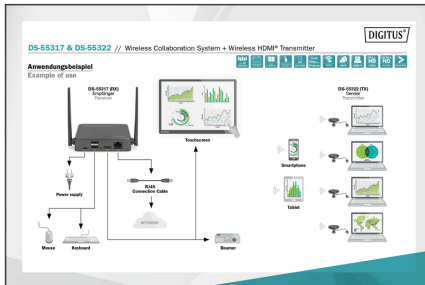 DIGITUS®
DS-55317 & DS-55322 // Wireless Collaboration System + Wireless HDMI® Transmitter
Anwendungsbeispiel
Example of use
DS-55317 (RX)
Empfänger
Receiver
DS-55322 (TX)
Sender
Transmitter
Touchscreen
Smartphone
Power supply
RJ45
Connection Cable
Tablet
NETWORK
Mouse
Keyboard
Beamer